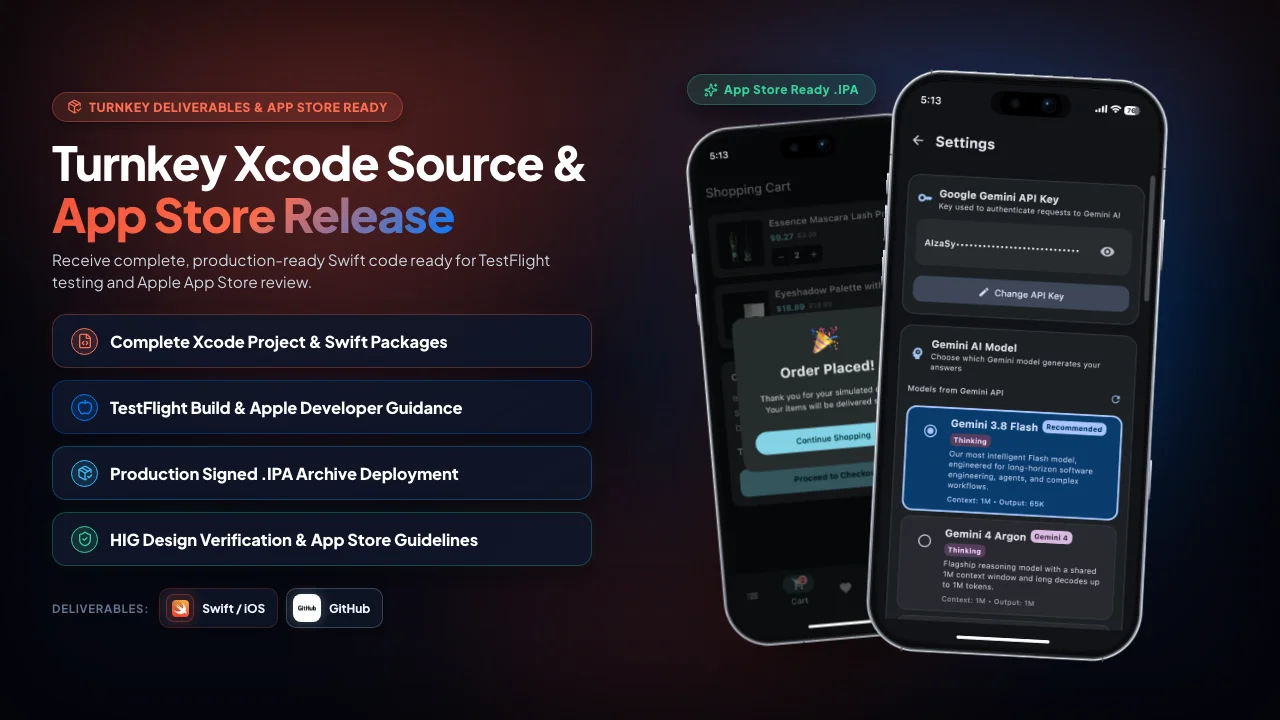 TURNKEY DELIVERABLES & APP STORE READY
Turnkey Xcode Source &
App Store Release
Receive complete, production-ready Swift code ready for TestFlight
testing and Apple App Store review.
Complete Xcode Project & Swift Packages
TestFlight Build & Apple Developer Guidance
Production Signed .IPA Archive Deployment
HIG Design Verification & App Store Guidelines
DELIVERABLES:
Swift / iOS
GitHub
GitHub
App Store Ready .IPA
5:13
Shopping Cart
Essence Mascara Lash
$9.27
2
Eyeshadow Palette with
$16.89
Order Placed!
Thank you for your simulated
Your items will be delivered
Continue Shopping
Proceed to Checkout
Cart
5:13
Settings
Google Gemini API Key
Key used to authenticate requests to Gemini AI
AIzaSy••••••••••••••••••••••••••••
Change API Key
Gemini AI Model
Choose which Gemini model generates your
answers
Models from Gemini API
Gemini 3.8 Flash Recommended
Thinking
Our most intelligent Flash model,
engineered for long-horizon software
engineering, agents, and complex
workflows.
Context: 1M • Output: 65K
Gemini 4 Argon Gemini 4
Thinking
Flagship reasoning model with a shared
1M context window and long decodes up
to 1M tokens.
Context: 1M • Output: 1M